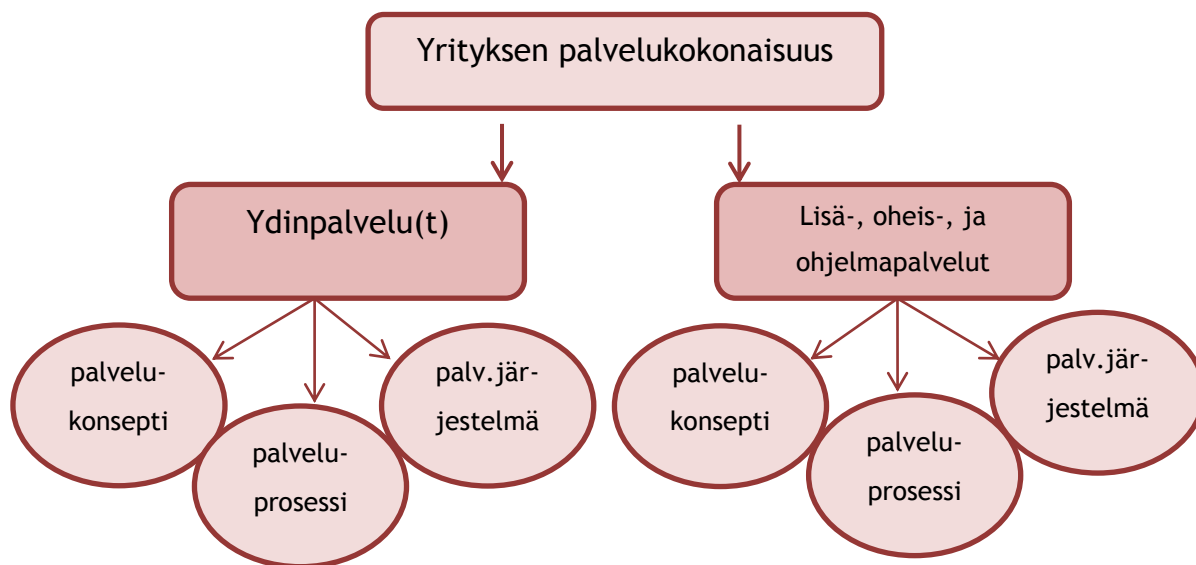 Yrityksen palvelukokonaisuus
Ydinpalvelu(t)
Lisä-, oheis-, ja
ohjelmapalvelut
palvelu-
konsepti
palvelu-
prosessi
palv.jär-
jestelmä
palvelu-
konsepti
palvelu-
prosessi
palv.jär-
jestelmä